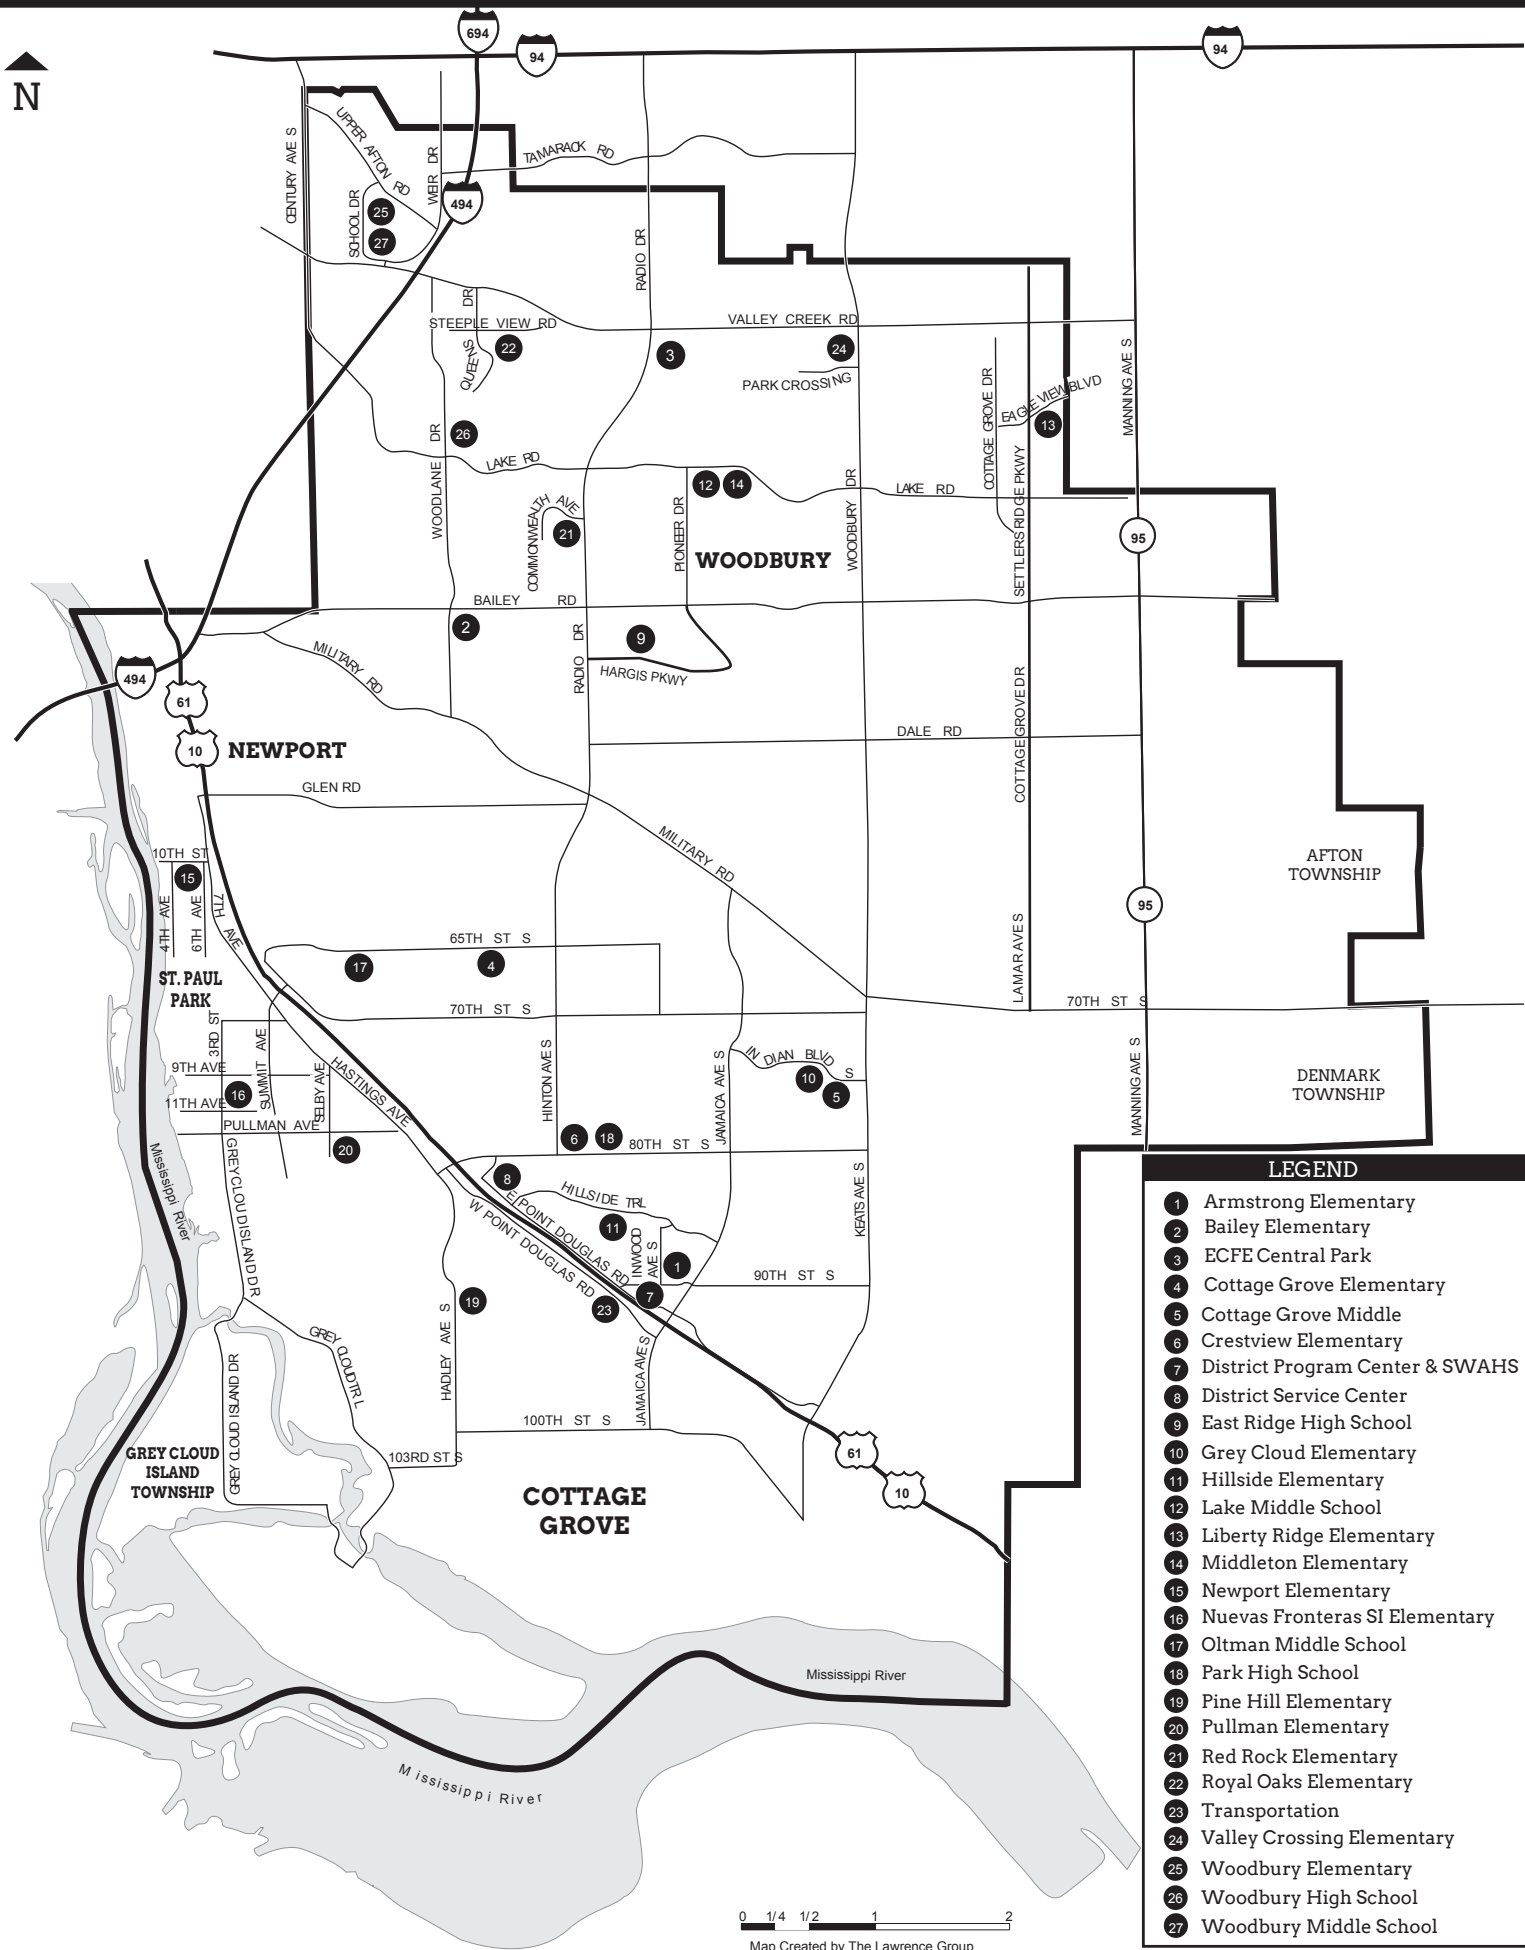 694
94
94
N
UPPER AFTON RD
CENTURY AVE S
WEIR DR
TAMARACK RD
SCHOOL DR
25
494
27
RADIO DR
QUEENS DR
STEEPLE VIEW RD
VALLEY CREEK RD
22
3
24
PARK CROSSING
MANNING AVE S
COTTAGE GROVE DR
EAGLE VIEW BLVD
13
WOODLANE DR
26
LAKE RD
12
14
LAKE RD
WOODBURY DR
SETTLERS RIDGE PKWY
COMMONWEALTH AVE
21
PIONEER DR
WOODBURY
95
BAILEY RD
2
9
RADIO DR
HARGIS PKWY
MILITARY RD
494
61
10
NEWPORT
COTTAGE GROVE DR
DALE RD
GLEN RD
MILITARY RD
10TH ST
15
4TH AVE
6TH AVE
7TH AVE
AFTON
TOWNSHIP
95
65TH ST S
17
4
ST. PAUL
PARK
LAMAR AVE S
70TH ST S
70TH ST S
3RD ST
SUMMIT AVE
9TH AVE
16
11TH AVE
SELBY AVE
HASTINGS AVE
PULLMAN AVE
20
HINTON AVE S
JAMAICA AVE S
INDIAN BLVD S
10
5
MANNING AVE S
DENMARK
TOWNSHIP
6
18
80TH ST S
8
Mississippi River
GREY CLOUD ISLAND DR
HILLSIDE TRL
E POINT DOUGLAS RD
W POINT DOUGLAS RD
11
INWOOD
AVE S
1
KEATS AVE S
90TH ST S
7
23
19
HADLEY AVE S
GREY CLOUD TRL
GREY CLOUD ISLAND DR
JAMAICA AVE S
100TH ST S
103RD ST S
61
10
GREY CLOUD
ISLAND
TOWNSHIP
COTTAGE
GROVE
Mississippi River
Mississippi River
LEGEND
1 Armstrong Elementary
2 Bailey Elementary
3 ECFE Central Park
4 Cottage Grove Elementary
5 Cottage Grove Middle
6 Crestview Elementary
7 District Program Center & SWAHS
8 District Service Center
9 East Ridge High School
10 Grey Cloud Elementary
11 Hillside Elementary
12 Lake Middle School
13 Liberty Ridge Elementary
14 Middleton Elementary
15 Newport Elementary
16 Nuevas Fronteras SI Elementary
17 Oltman Middle School
18 Park High School
19 Pine Hill Elementary
20 Pullman Elementary
21 Red Rock Elementary
22 Royal Oaks Elementary
23 Transportation
24 Valley Crossing Elementary
25 Woodbury Elementary
26 Woodbury High School
27 Woodbury Middle School
0 1/4 1/2 1 2
Map Created by The Lawrence Group